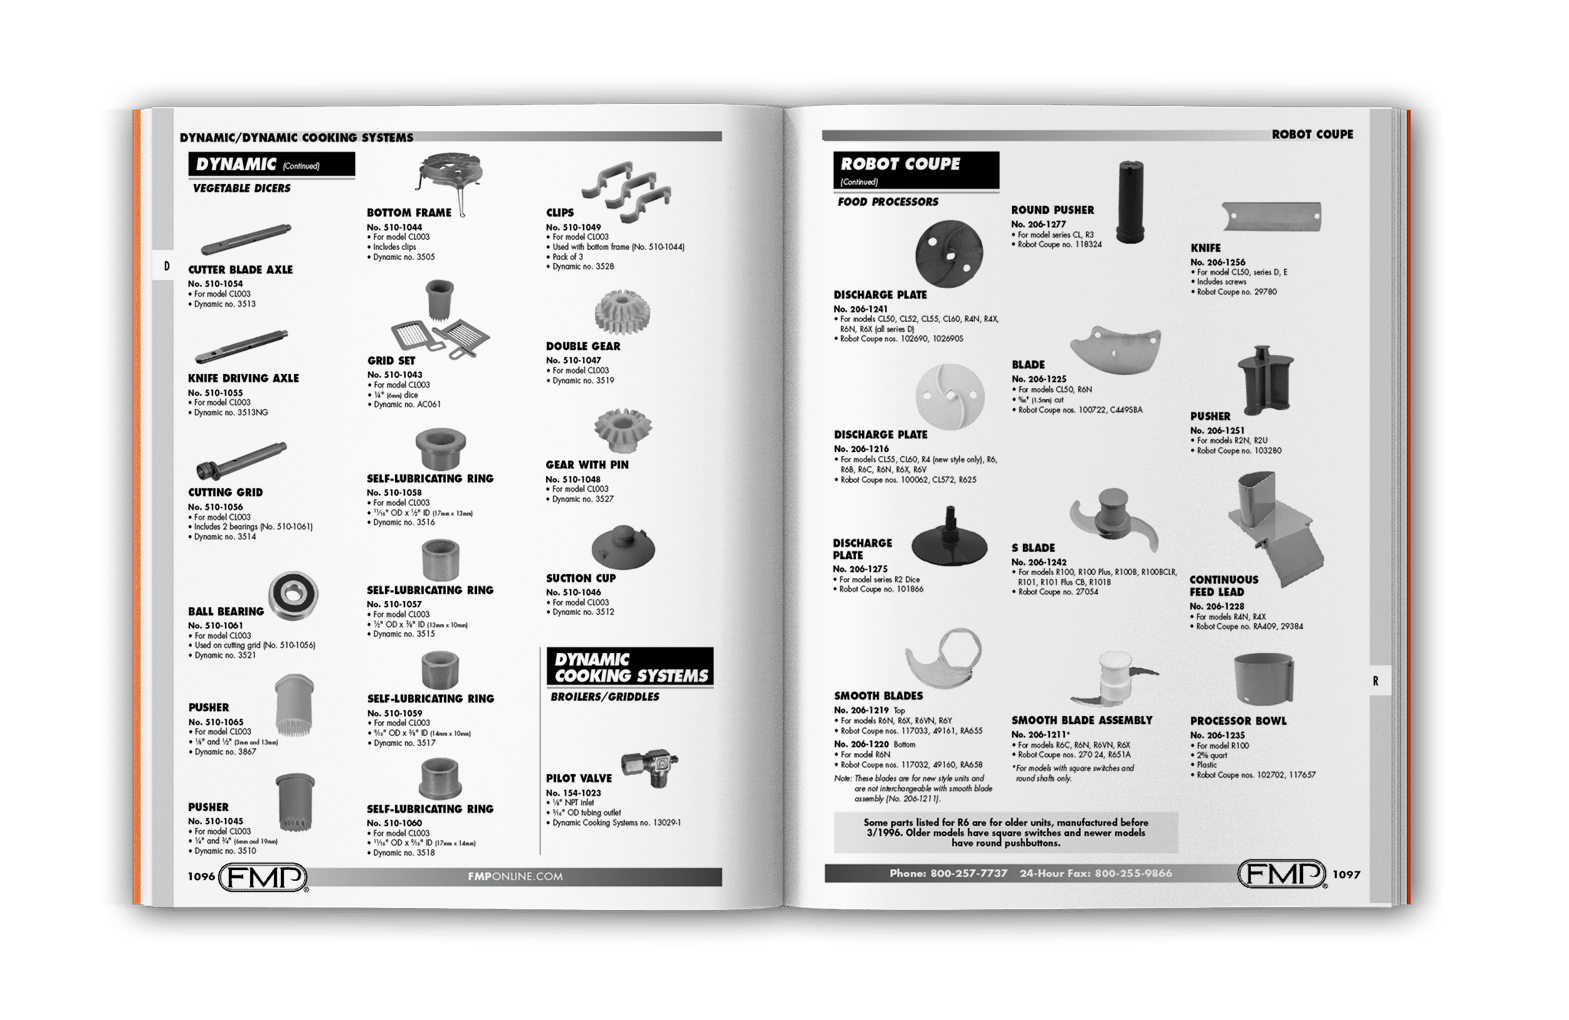 DYNAMIC/DYNAMIC COOKING SYSTEMS
DYNAMIC (Continued)
VEGETABLE DICERS
D
CUTTER BLADE AXLE
No. 510-1054
• For model CL003
• Dynamic no. 3513
KNIFE DRIVING AXLE
No. 510-1055
• For model CL003
• Dynamic no. 3513NG
CUTTING GRID
No. 510-1056
• For model CL003
• Includes 2 bearings (No. 510-1061)
• Dynamic no. 3514
BALL BEARING
No. 510-1061
• For model CL003
• Used on cutting grid (No. 510-1056)
• Dynamic no. 3521
PUSHER
No. 510-1065
• For model CL003
• ⅛" and ½" (3mm and 13mm)
• Dynamic no. 3867
PUSHER
No. 510-1045
• For model CL003
• ¼" and ¾" (6mm and 19mm)
• Dynamic no. 3510
BOTTOM FRAME
No. 510-1044
• For model CL003
• Includes clips
• Dynamic no. 3505
GRID SET
No. 510-1043
• For model CL003
• ¼" (6mm) dice
• Dynamic no. AC061
SELF-LUBRICATING RING
No. 510-1058
• For model CL003
• 11/16" OD x ½" ID (17mm x 13mm)
• Dynamic no. 3516
SELF-LUBRICATING RING
No. 510-1057
• For model CL003
• ½" OD x ⅜" ID (13mm x 10mm)
• Dynamic no. 3515
SELF-LUBRICATING RING
No. 510-1059
• For model CL003
• 9/16" OD x ⅜" ID (14mm x 10mm)
• Dynamic no. 3517
SELF-LUBRICATING RING
No. 510-1060
• For model CL003
• 11/16" OD x 9/16" ID (17mm x 14mm)
• Dynamic no. 3518
CLIPS
No. 510-1049
• For model CL003
• Used with bottom frame (No. 510-1044)
• Pack of 3
• Dynamic no. 3528
DOUBLE GEAR
No. 510-1047
• For model CL003
• Dynamic no. 3519
GEAR WITH PIN
No. 510-1048
• For model CL003
• Dynamic no. 3527
SUCTION CUP
No. 510-1046
• For model CL003
• Dynamic no. 3512
DYNAMIC
COOKING SYSTEMS
BROILERS/GRIDDLES
PILOT VALVE
No. 154-1023
• ⅛" NPT inlet
• 3/16" OD tubing outlet
• Dynamic Cooking Systems no. 13029-1
1096 FMP®
FMPONLINE.COM
ROBOT COUPE
ROBOT COUPE
(Continued)
FOOD PROCESSORS
DISCHARGE PLATE
No. 206-1241
• For models CL50, CL52, CL55, CL60, R4N, R4X,
R6N, R6X (all series D)
• Robot Coupe nos. 102690, 102690S
DISCHARGE PLATE
No. 206-1216
• For models CL55, CL60, R4 (new style only), R6,
R6B, R6C, R6N, R6X, R6V
• Robot Coupe nos. 100062, CL572, R625
DISCHARGE
PLATE
No. 206-1275
• For model series R2 Dice
• Robot Coupe no. 101866
SMOOTH BLADES
No. 206-1219 Top
• For models R6N, R6X, R6VN, R6Y
• Robot Coupe nos. 117033, 49161, RA655
No. 206-1220 Bottom
• For model R6N
• Robot Coupe nos. 117032, 49160, RA658
Note: These blades are for new style units and
are not interchangeable with smooth blade
assembly (No. 206-1211).
ROUND PUSHER
No. 206-1277
• For model series CL, R3
• Robot Coupe no. 118324
BLADE
No. 206-1225
• For models CL50, R6N
• (1.5mm) cut
• Robot Coupe nos. 100722, C449SBA
S BLADE
No. 206-1242
• For models R100, R100 Plus, R100B, R100BCLR,
R101, R101 Plus CB, R101B
• Robot Coupe no. 27054
SMOOTH BLADE ASSEMBLY
No. 206-1211*
• For models R6C, R6N, R6VN, R6X
• Robot Coupe nos. 270 24, R651A
*For models with square switches and
round shafts only.
KNIFE
No. 206-1256
• For model CL50, series D, E
• Includes screws
• Robot Coupe no. 29780
PUSHER
No. 206-1251
• For models R2N, R2U
• Robot Coupe no. 103280
CONTINUOUS
FEED LEAD
No. 206-1228
• For models R4N, R4X
• Robot Coupe no. RA409, 29384
R
PROCESSOR BOWL
No. 206-1235
• For model R100
• quart
• Plastic
• Robot Coupe nos. 102702, 117657
Some parts listed for R6 are for older units, manufactured before
3/1996. Older models have square switches and newer models
have round pushbuttons.
Phone: 800-257-7737 24-Hour Fax: 800-255-9866
FMP® 1097